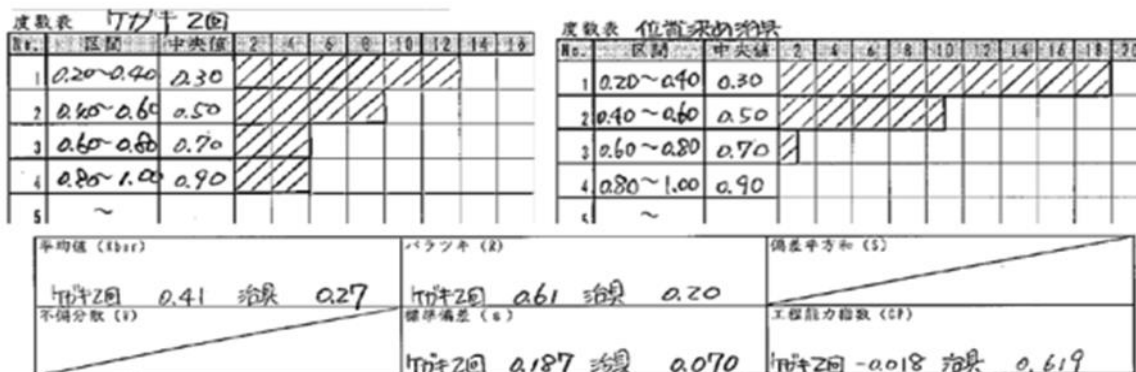 度数表 ケガキ2回
No. 区間 中央値 2 4 6 8 10 12 14 16
1 0.20~0.40 0.30
2 0.40~0.60 0.50
3 0.60~0.80 0.70
4 0.80~1.00 0.90
5 ~
度数表 位置決め治具
No. 区間 中央値 2 4 6 8 10 12 14 16 18 20
1 0.20~0.40 0.30
2 0.40~0.60 0.50
3 0.60~0.80 0.70
4 0.80~1.00 0.90
5 ~
平均値 (Xbar) バラツキ (R) 偏差平方和 (S)
ケガキ2回 0.41 治具 0.27 ケガキ2回 0.61 治具 0.20
不偏分散 (V) 標準偏差 (s) 工程能力指数 (CP)
ケガキ2回 0.187 治具 0.070 ケガキ2回 -0.018 治具 0.619